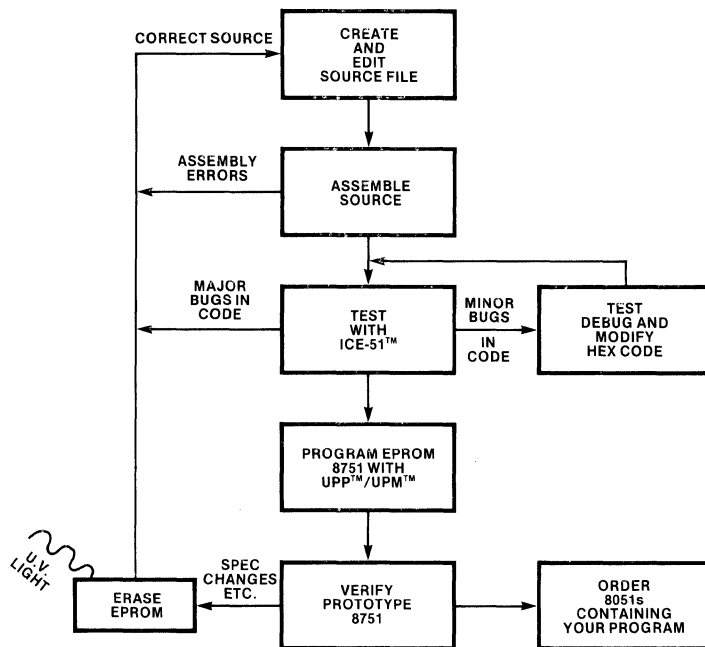 CORRECT SOURCE
CREATE
AND
EDIT
SOURCE FILE
ASSEMBLY
ERRORS
ASSEMBLE
SOURCE
MAJOR
BUGS IN
CODE
TEST
WITH
ICE-51™
MINOR
BUGS
IN
CODE
TEST
DEBUG AND
MODIFY
HEX CODE
PROGRAM EPROM
8751 WITH
UPP™/UPM™
U.V.
LIGHT
ERASE
EPROM
SPEC
CHANGES
ETC.
VERIFY
PROTOTYPE
8751
ORDER
8051s
CONTAINING
YOUR PROGRAM